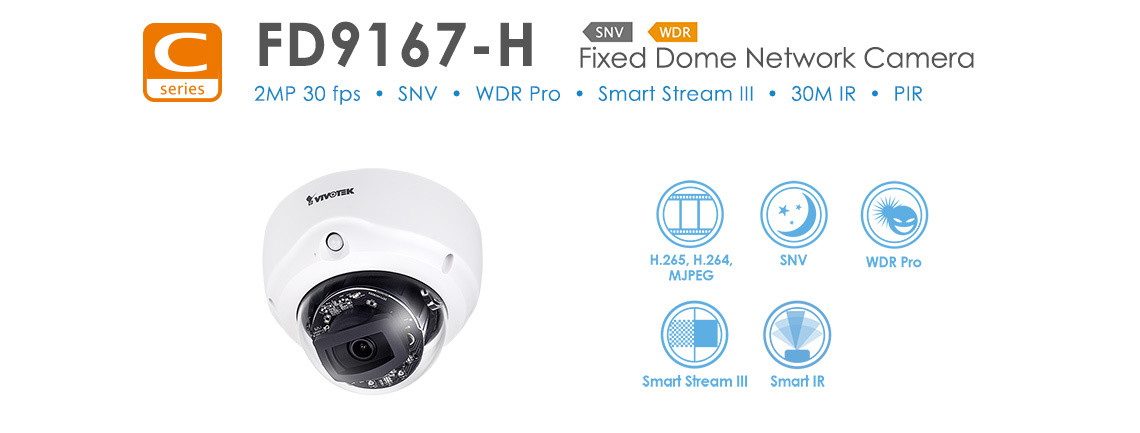 C
series
FD9167-H
SNV
WDR
Fixed Dome Network Camera
2MP 30 fps • SNV • WDR Pro • Smart Stream III • 30M IR • PIR
VIVOTEK
H.265, H.264,
MJPEG
SNV
WDR Pro
Smart Stream III
Smart IR